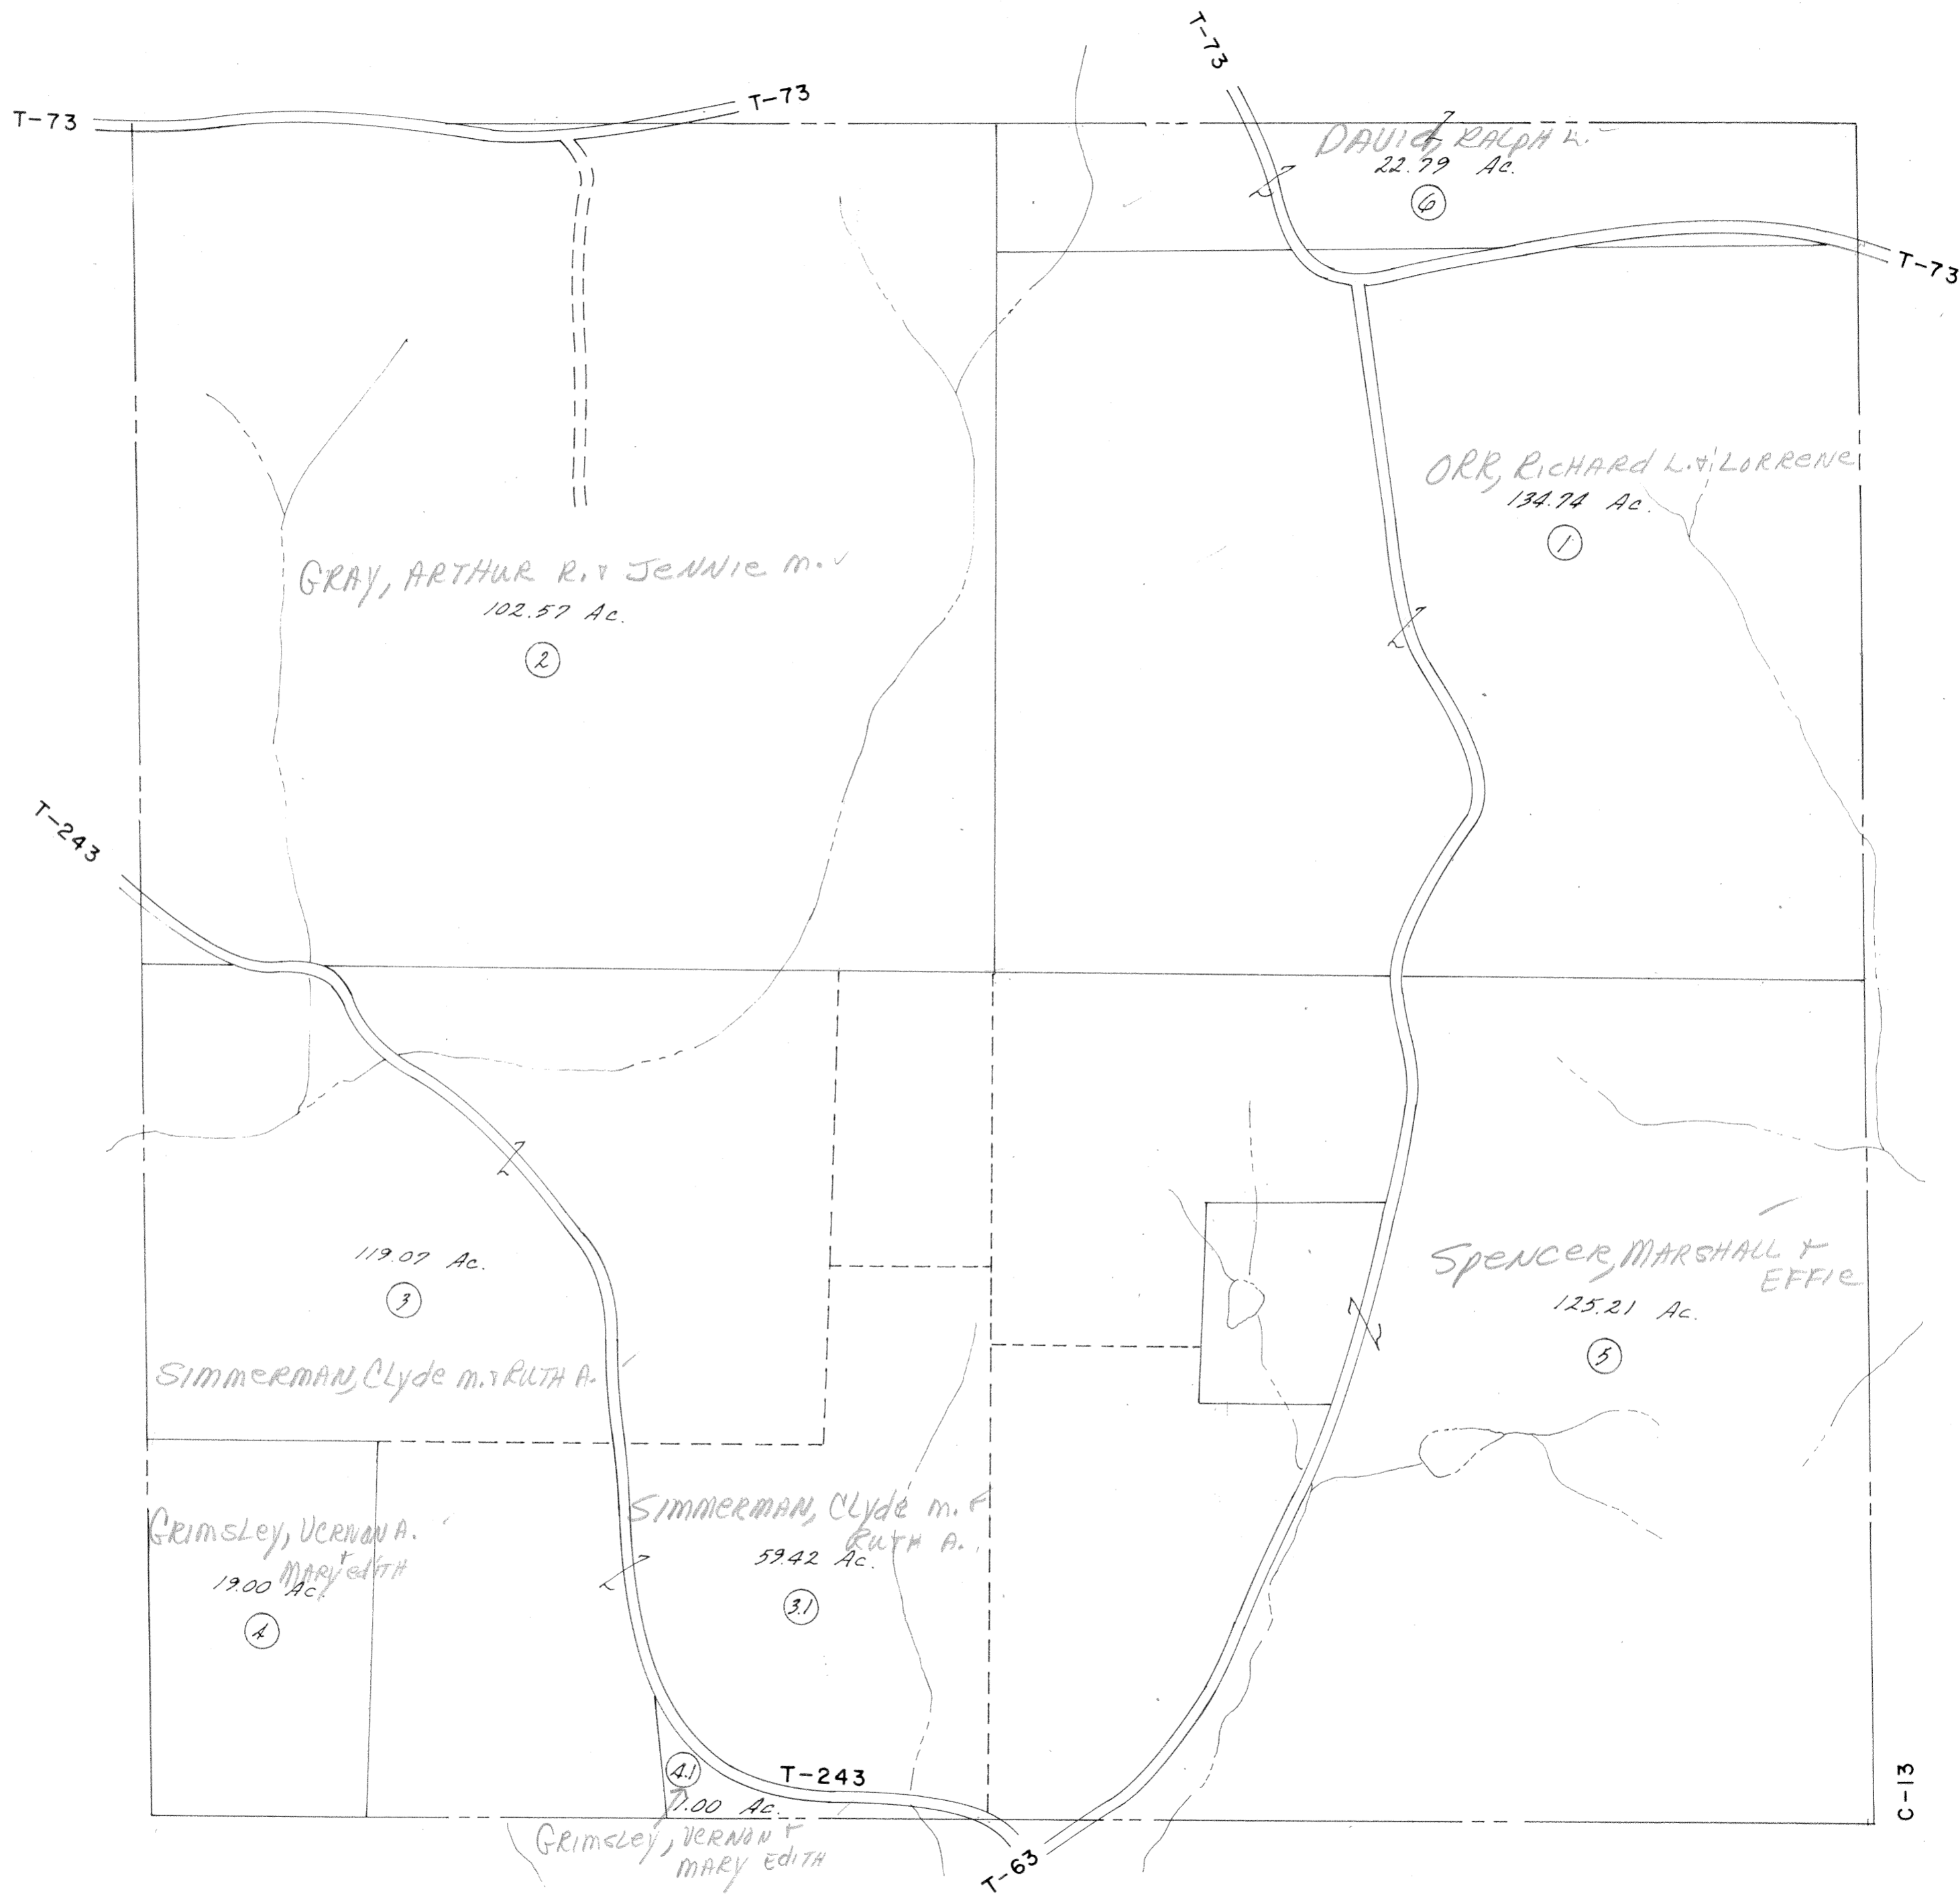 T-73
T-73
T-73
DAVId, RALPH L.
22.79 Ac.
6
T-73
ORR, RICHARd L. & LORRENE
134.74 Ac.
1
GRAY, ARTHUR R. & JENNIE M.
102.57 Ac.
2
T-243
119.07 Ac.
3
SIMMERMAN, Clyde M. & RUTH A.
SPENCER, MARSHALL &
EFFIE
125.21 Ac.
5
GRIMSLEY, VERNON A.
&
MARY EdITH
19.00 Ac.
4
SIMMERMAN, CLyde M. &
RUTH A.
59.42 Ac.
3.1
4.1
T-243
1.00 Ac.
GRIMSLEY, VERNON &
MARY EdITH
T-63
C-13